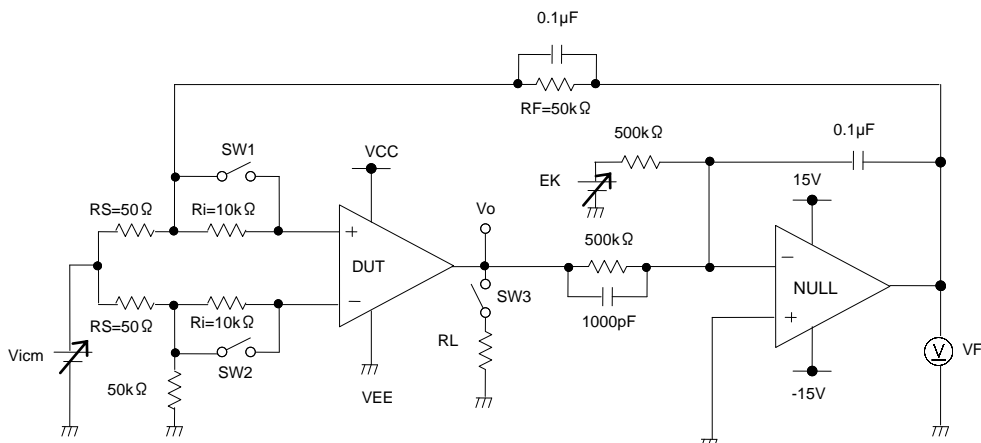 0.1µF
RF=50kΩ
SW1
VCC
500kΩ
0.1µF
EK
15V
Vo
RS=50Ω
Ri=10kΩ
500kΩ
+
DUT
−
−
NULL
+
SW3
RS=50Ω
Ri=10kΩ
1000pF
V
VF
Vicm
SW2
RL
50kΩ
VEE
-15V